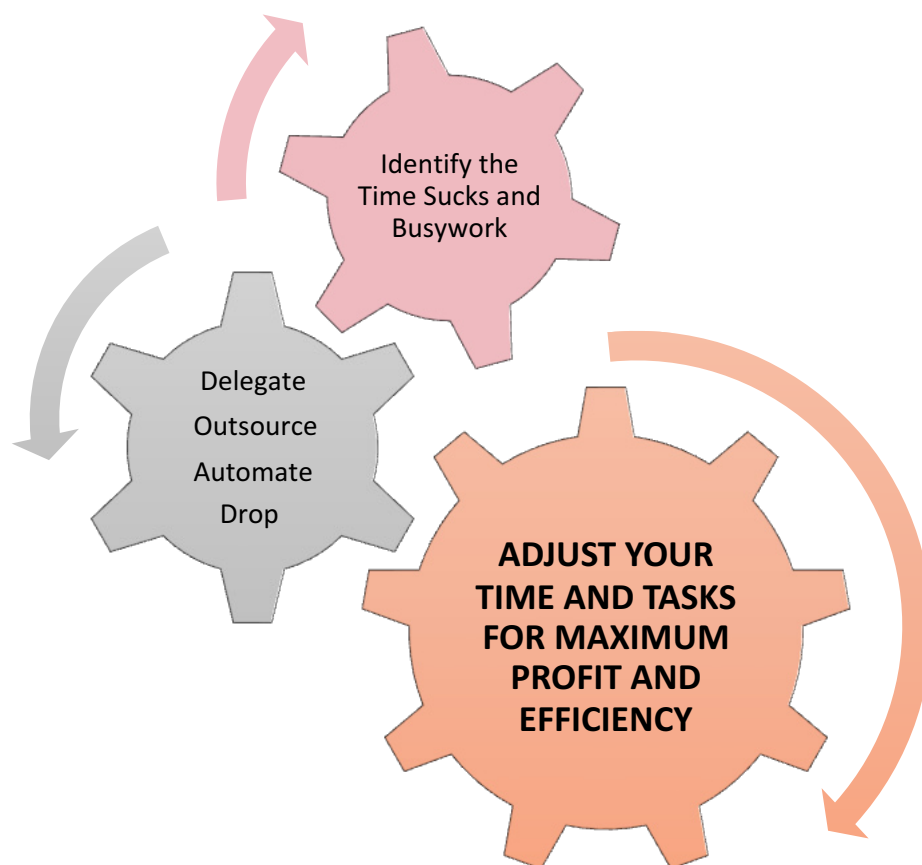 Identify the
Time Sucks and
Busywork
Delegate
Outsource
Automate
Drop
ADJUST YOUR
TIME AND TASKS
FOR MAXIMUM
PROFIT AND
EFFICIENCY